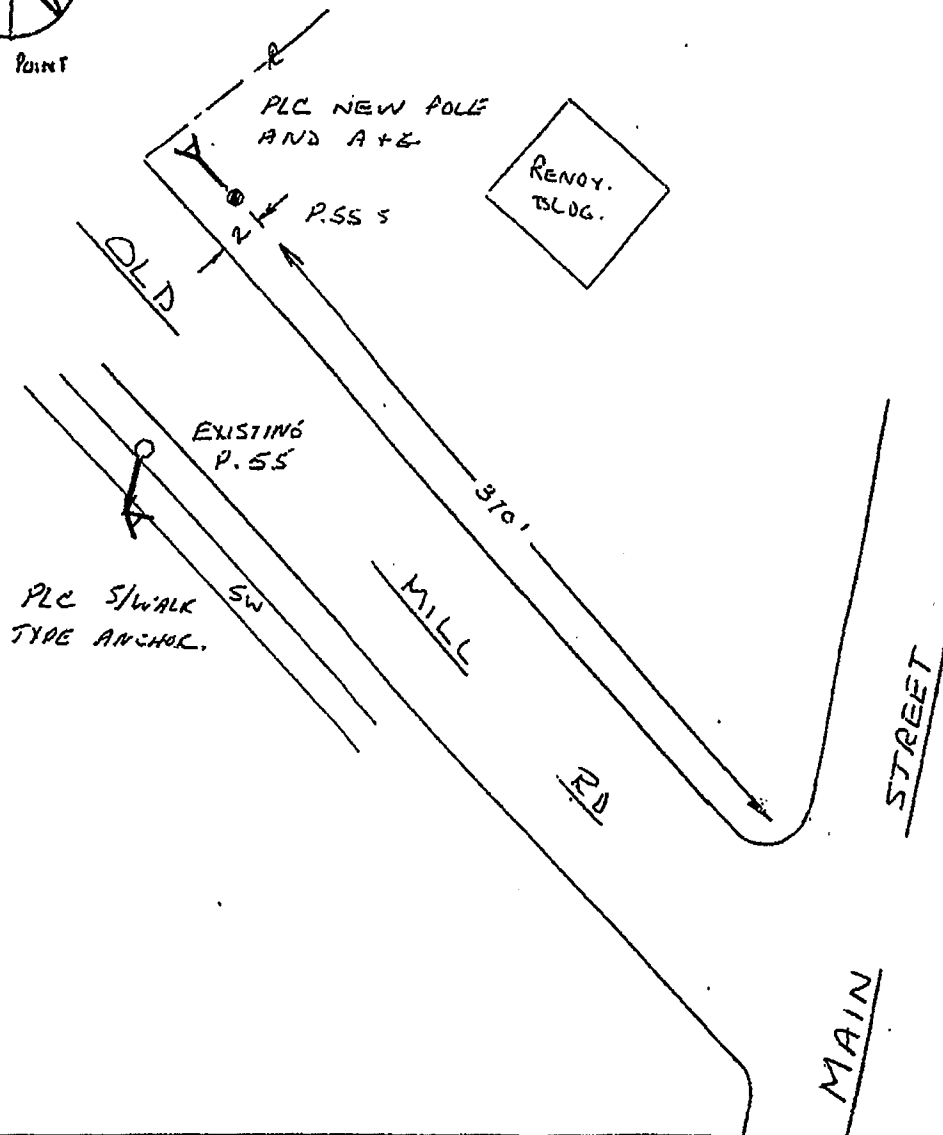 POINT
PLC NEW POLE
AND A+G
P.55 S
2
RENDY.
BLDG.
OLD
EXISTING
P.55
370'
PLC S/WALK
TYPE ANCHOR.
SW
MILL
RD
STREET
MAIN